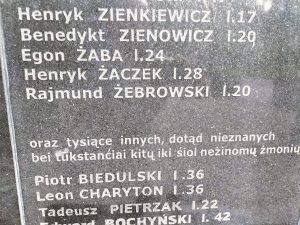 Henryk ZIENKIEWICZ l.17
Benedykt ZIENOWICZ l.20
Egon ŻABA l.24
Henryk ŻACZEK l.28
Rajmund ŻEBROWSKI l.20
oraz tysiące innych, dotąd nieznanych
bei tūkstančiai kitų iki šiol nežinomų žmonių
Piotr BIEDULSKI l.36
Leon CHARYTON l.36
Tadeusz PIETRZAK l.22
Edward BOCHYŃSKI l.42